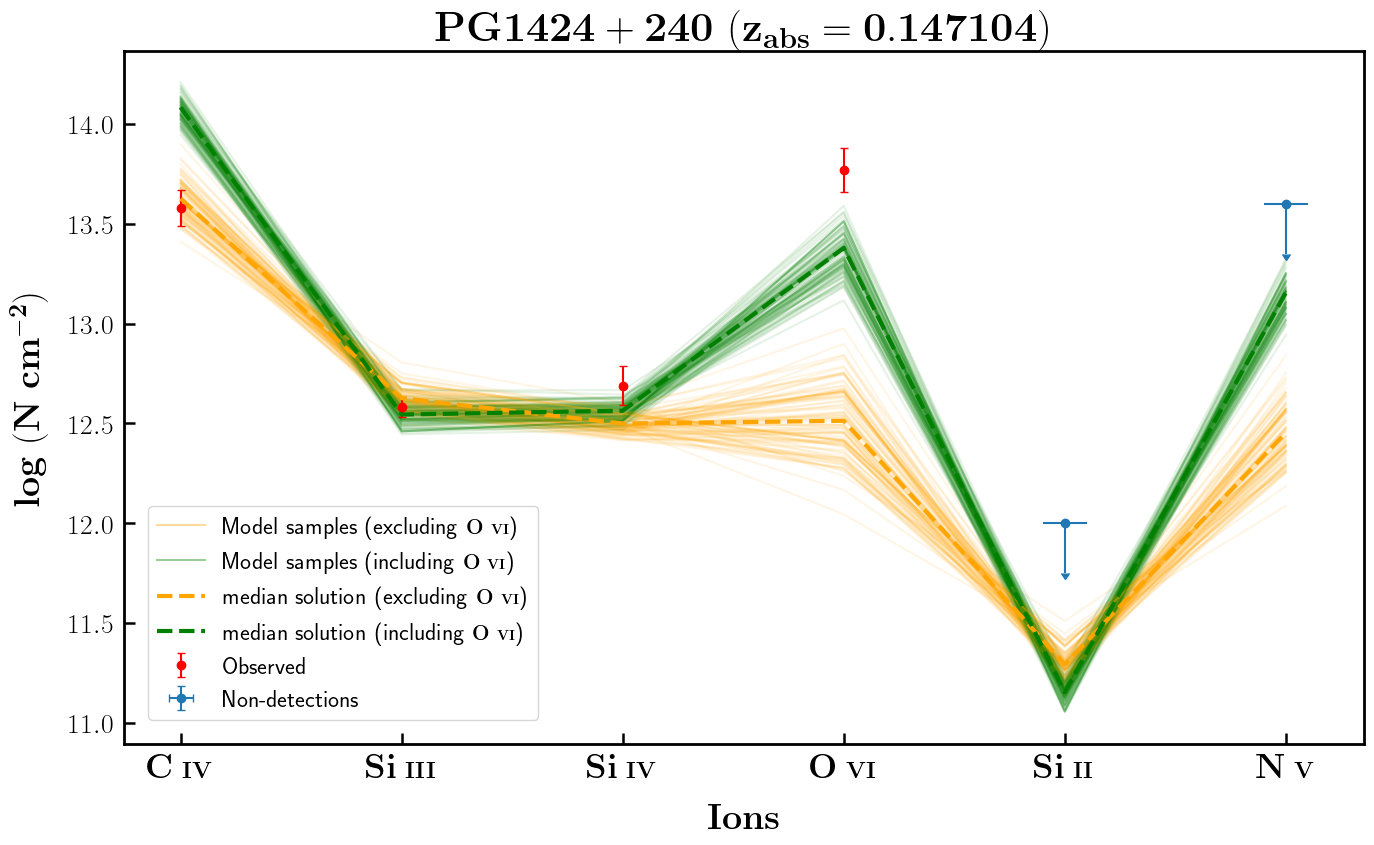 PG1424 + 240 (z_abs = 0.147104)
log (N cm⁻²)
14.0
13.5
13.0
12.5
12.0
11.5
11.0
Model samples (excluding O VI)
Model samples (including O VI)
median solution (excluding O VI)
median solution (including O VI)
Observed
Non-detections
C IV Si III Si IV O VI Si II N V
Ions